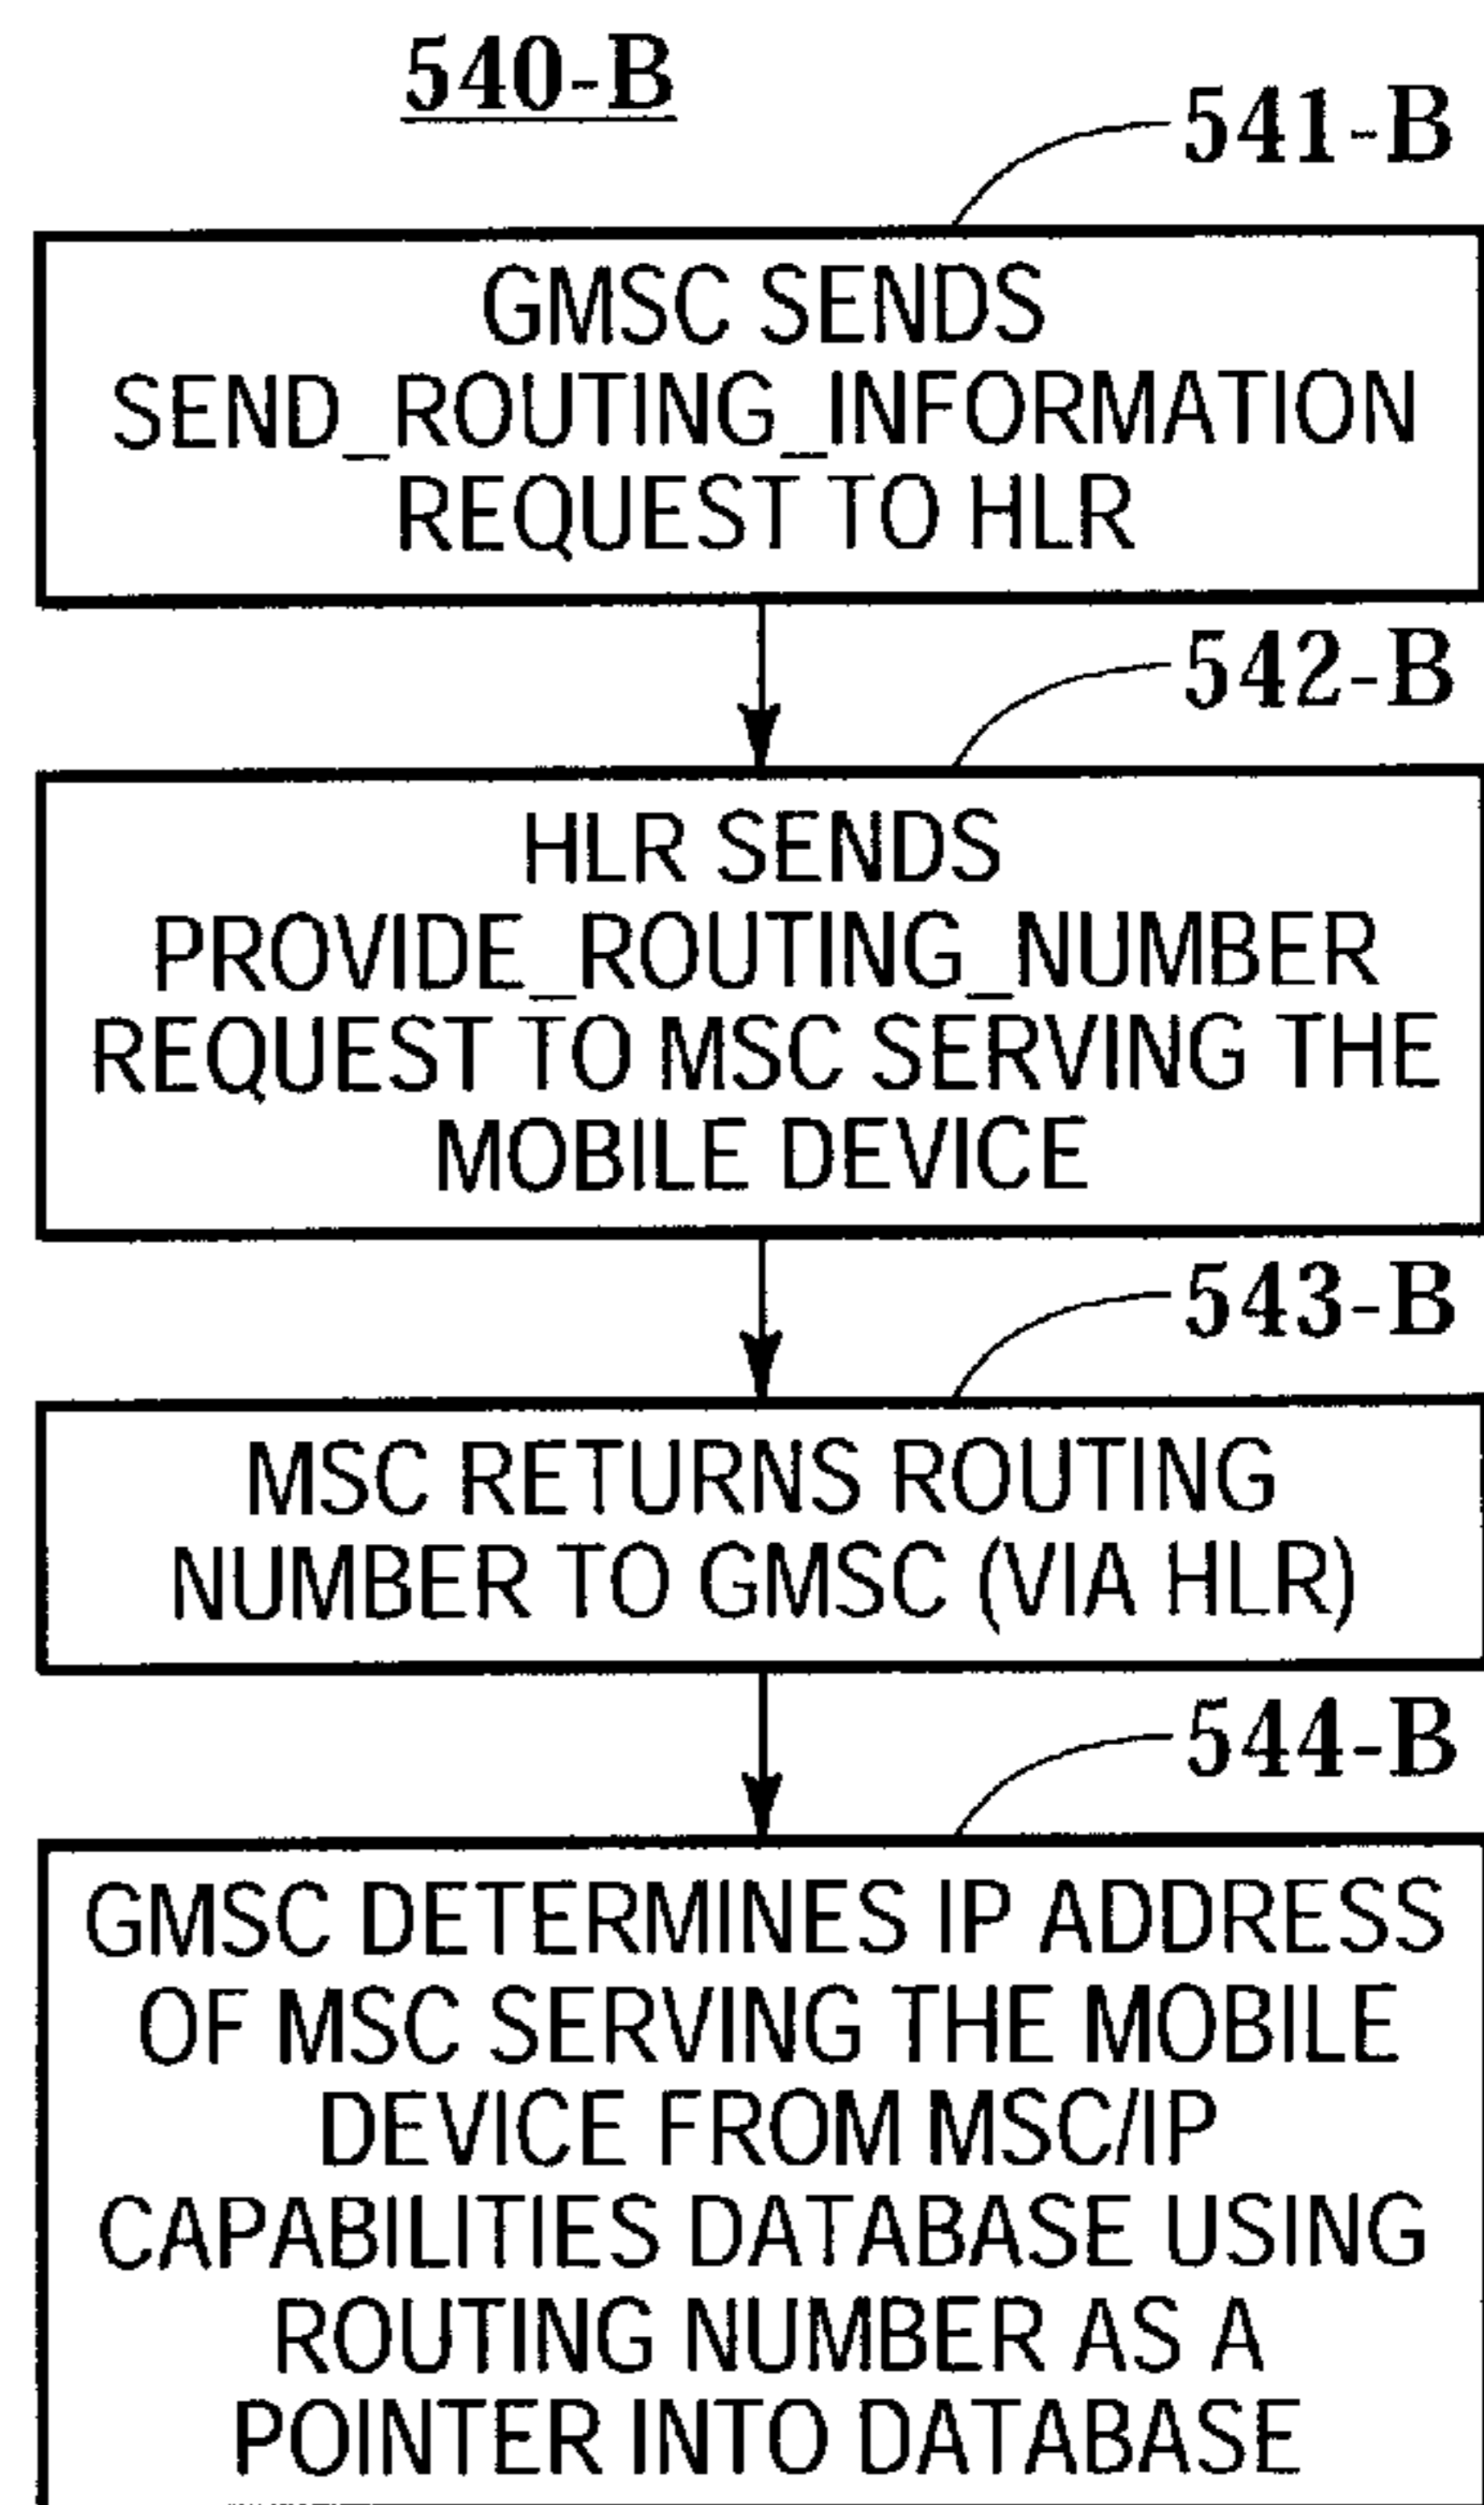 540-B
541-B
GMSC SENDS
SEND_ROUTING_INFORMATION
REQUEST TO HLR
542-B
HLR SENDS
PROVIDE_ROUTING_NUMBER
REQUEST TO MSC SERVING THE
MOBILE DEVICE
543-B
MSC RETURNS ROUTING
NUMBER TO GMSC (VIA HLR)
544-B
GMSC DETERMINES IP ADDRESS
OF MSC SERVING THE MOBILE
DEVICE FROM MSC/IP
CAPABILITIES DATABASE USING
ROUTING NUMBER AS A
POINTER INTO DATABASE